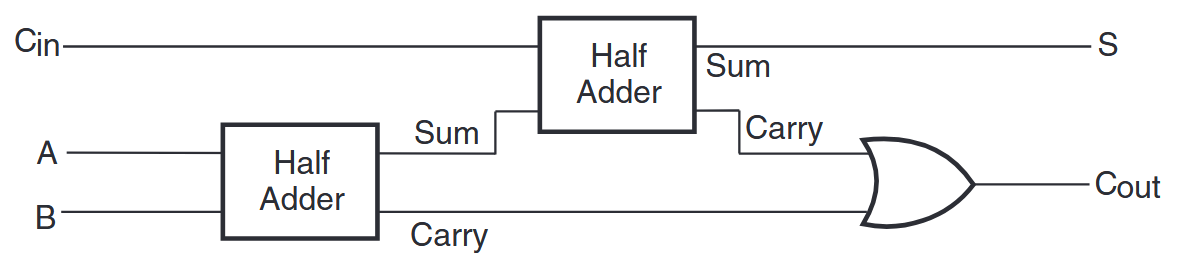 Cin
Half
Adder
Sum
S
A
Half
Adder
Sum
Carry
B
Carry
Cout